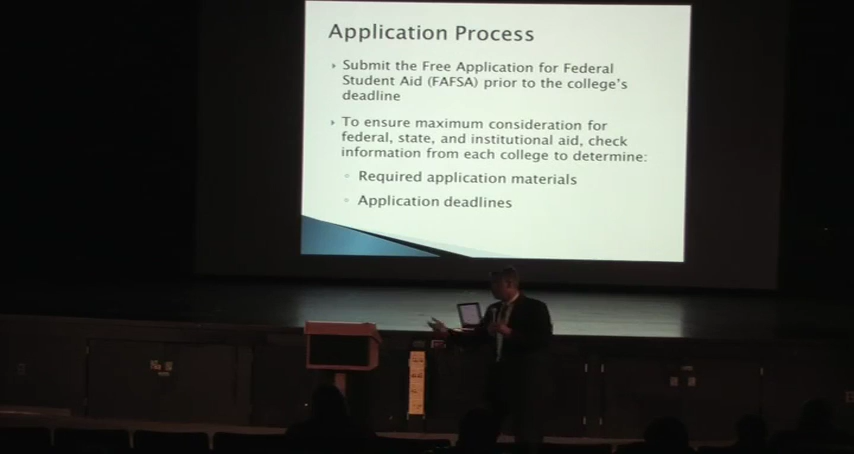 Application Process
Submit the Free Application for Federal
Student Aid (FAFSA) prior to the college's
deadline
To ensure maximum consideration for
federal, state, and institutional aid, check
information from each college to determine:
Required application materials
Application deadlines